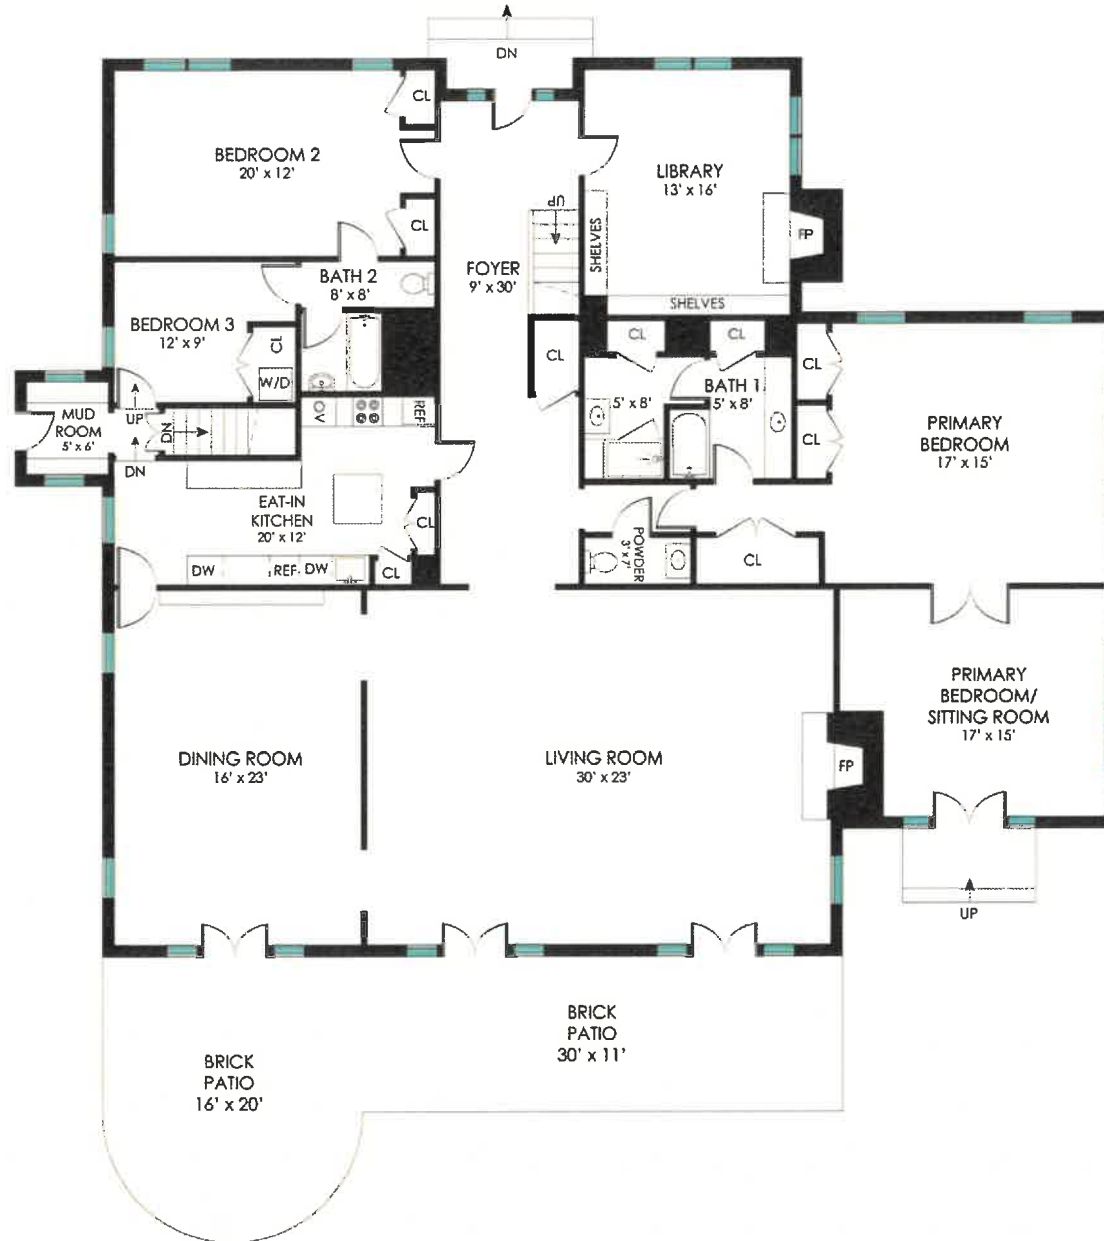 DN
CL
BEDROOM 2
20' x 12'
LIBRARY
13' x 16'
CL
UP
SHELVES
FP
FOYER
9' x 30'
BATH 2
8' x 8'
SHELVES
BEDROOM 3
12' x 9'
CL
W/D
CL
CL
CL
CL
BATH 1
5' x 8'
5' x 8'
CL
MUD
ROOM
5' x 6'
UP
DN
DN
OV
REF
PRIMARY
BEDROOM
17' x 15'
EAT-IN
KITCHEN
20' x 12'
CL
DW
REF
DW
CL
POWDER
3' x 7'
CL
PRIMARY
BEDROOM/
SITTING ROOM
17' x 15'
DINING ROOM
16' x 23'
LIVING ROOM
30' x 23'
FP
UP
BRICK
PATIO
30' x 11'
BRICK
PATIO
16' x 20'